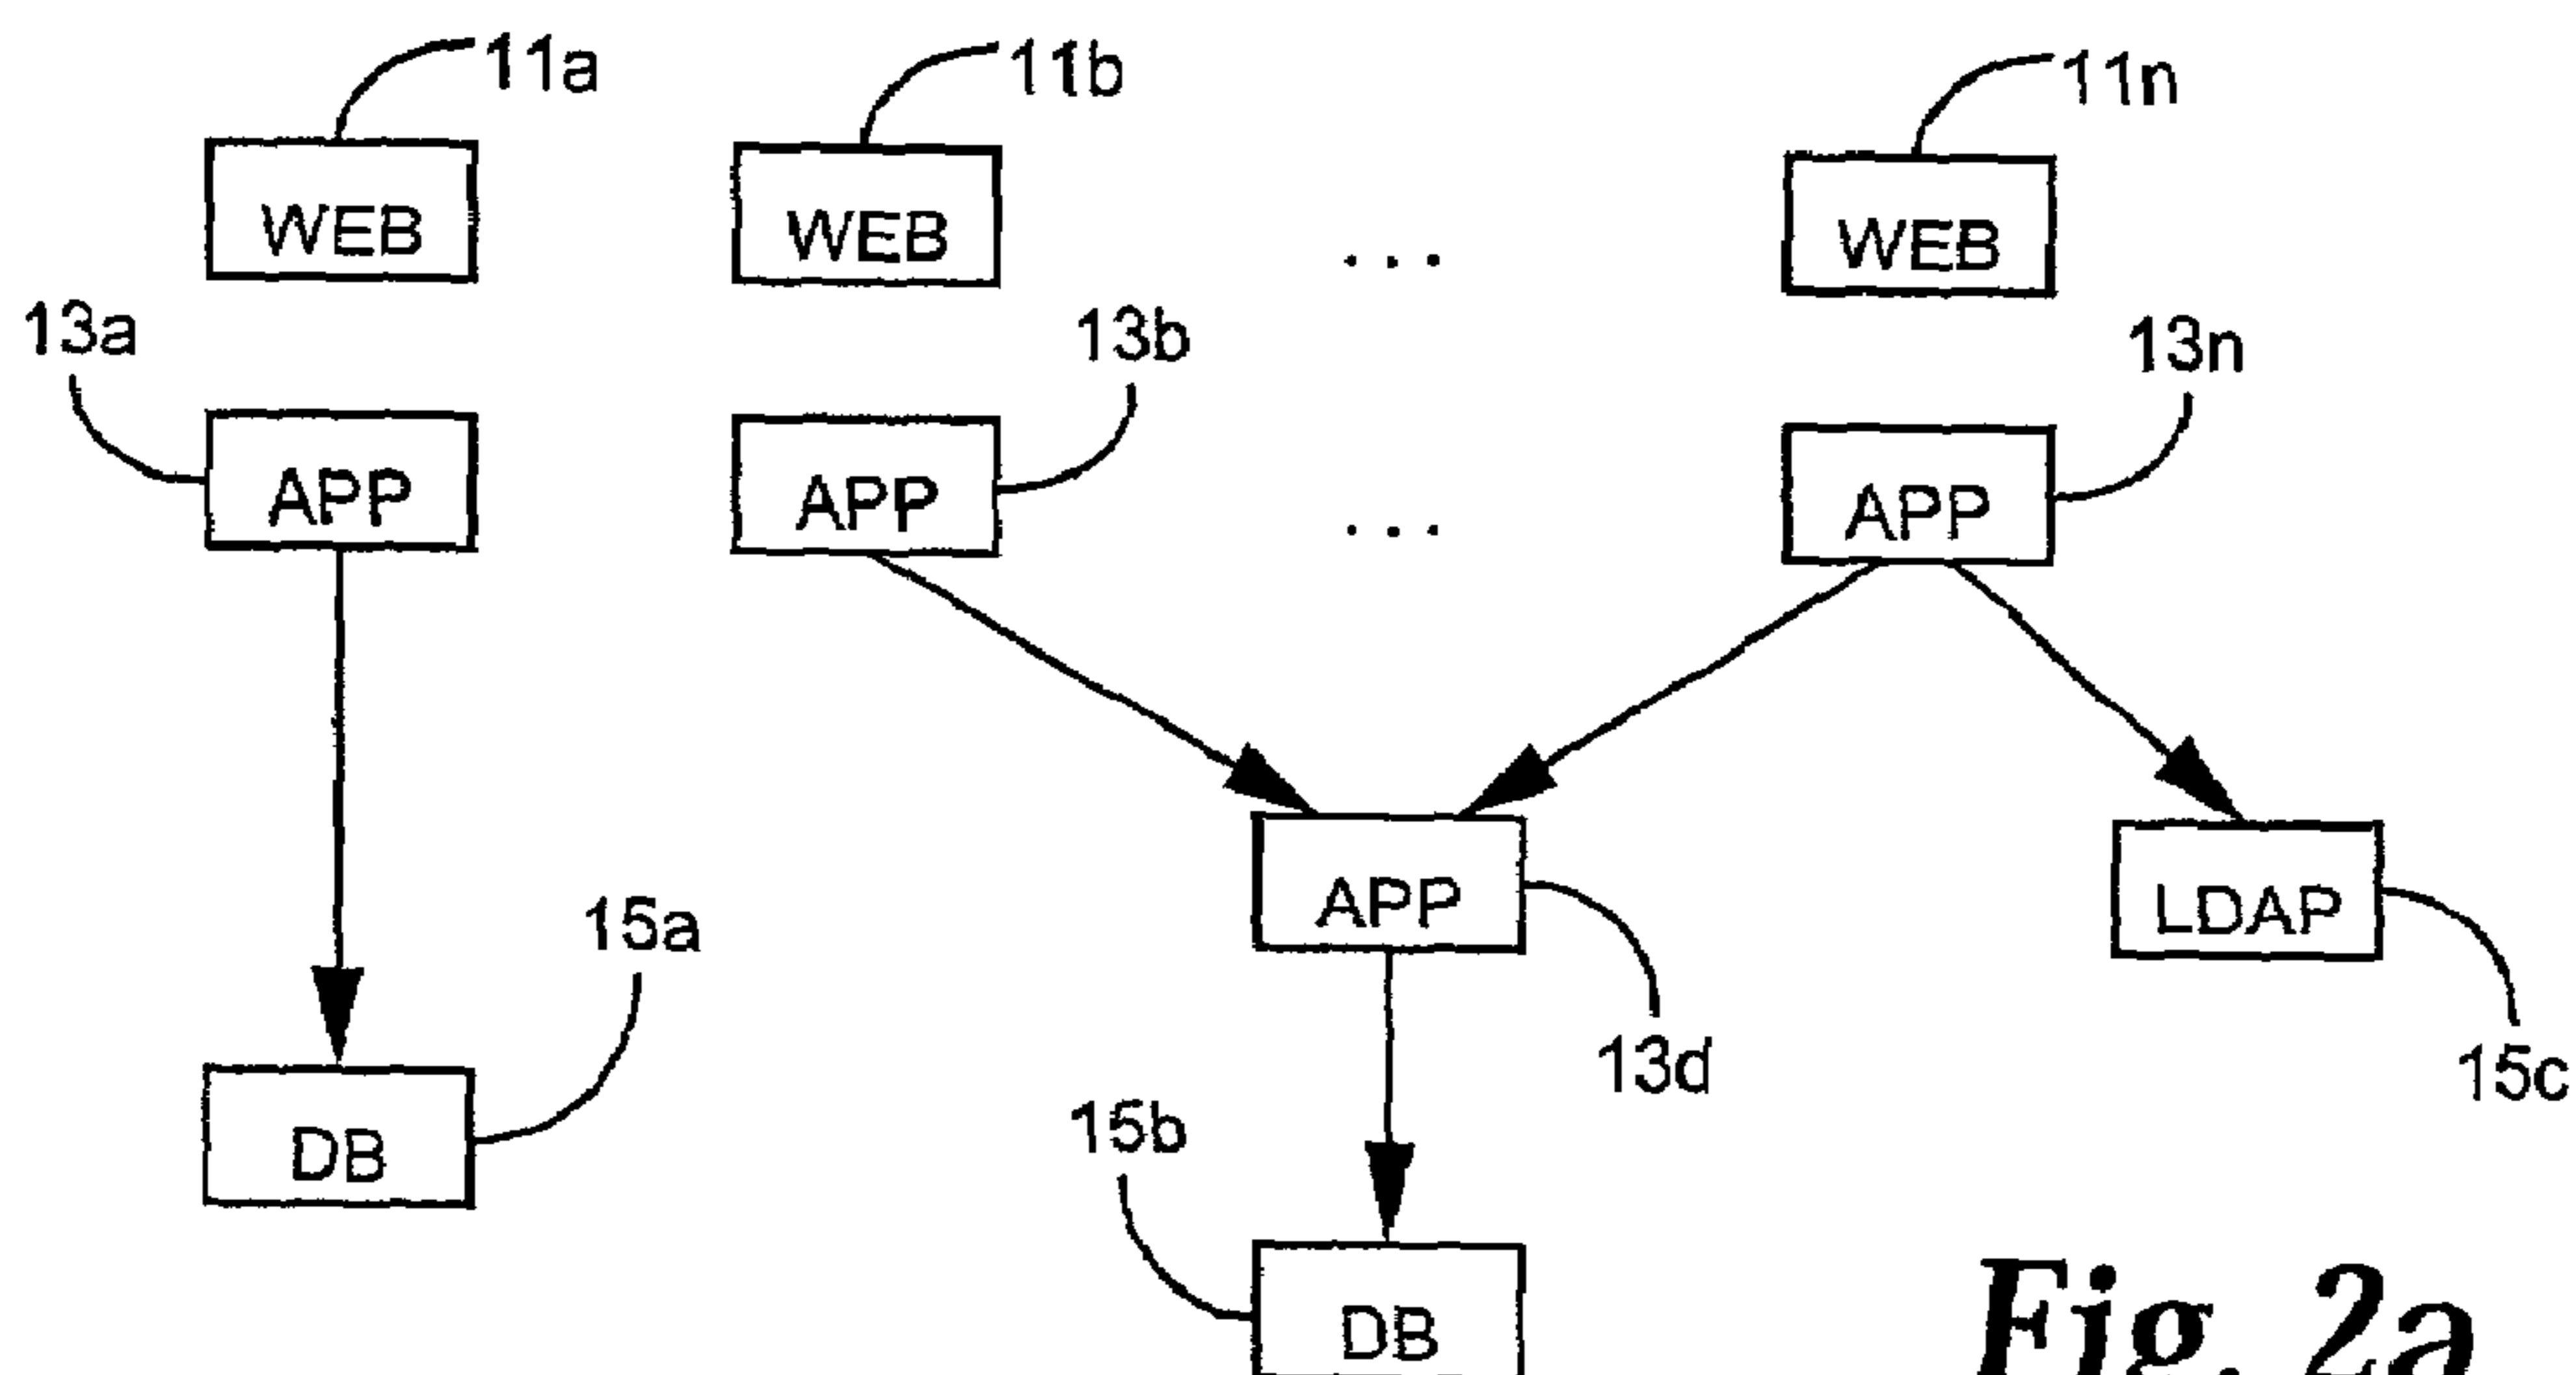 11a 11b 11n
WEB WEB ... WEB
13a 13b 13n
APP APP ... APP
APP LDAP
15a
13d 15c
DB 15b
DB
Fig. 2a